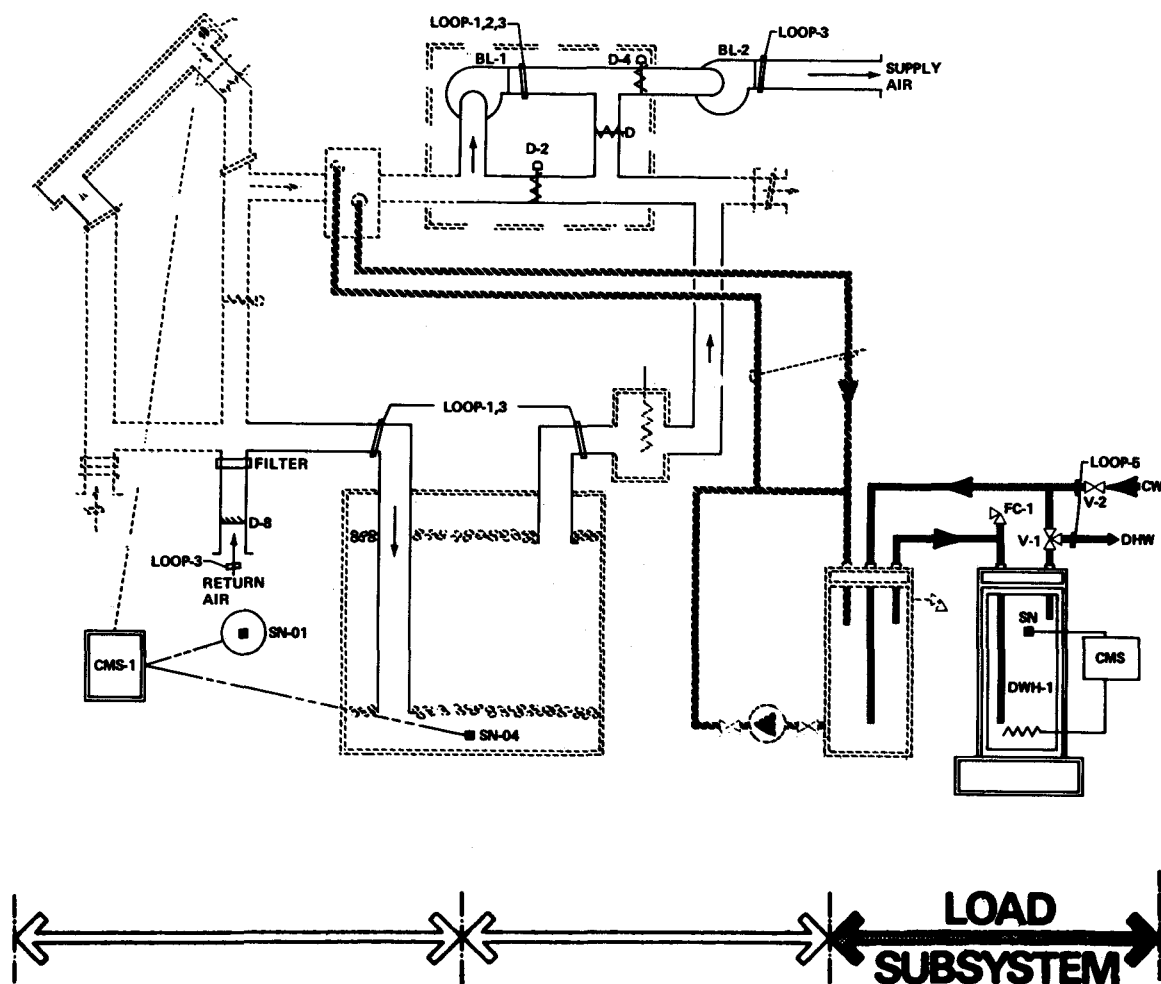 LOOP-1,2,3
BL-1
D-4
BL-2
LOOP-3
SUPPLY
AIR
D
D-2
LOOP-1,3
FILTER
D-8
LOOP-3
RETURN
AIR
SN-01
CMS-1
SN-04
LOOP-5
CW
V-2
FC-1
V-1
DHW
SN
CMS
DWH-1
LOAD
SUBSYSTEM